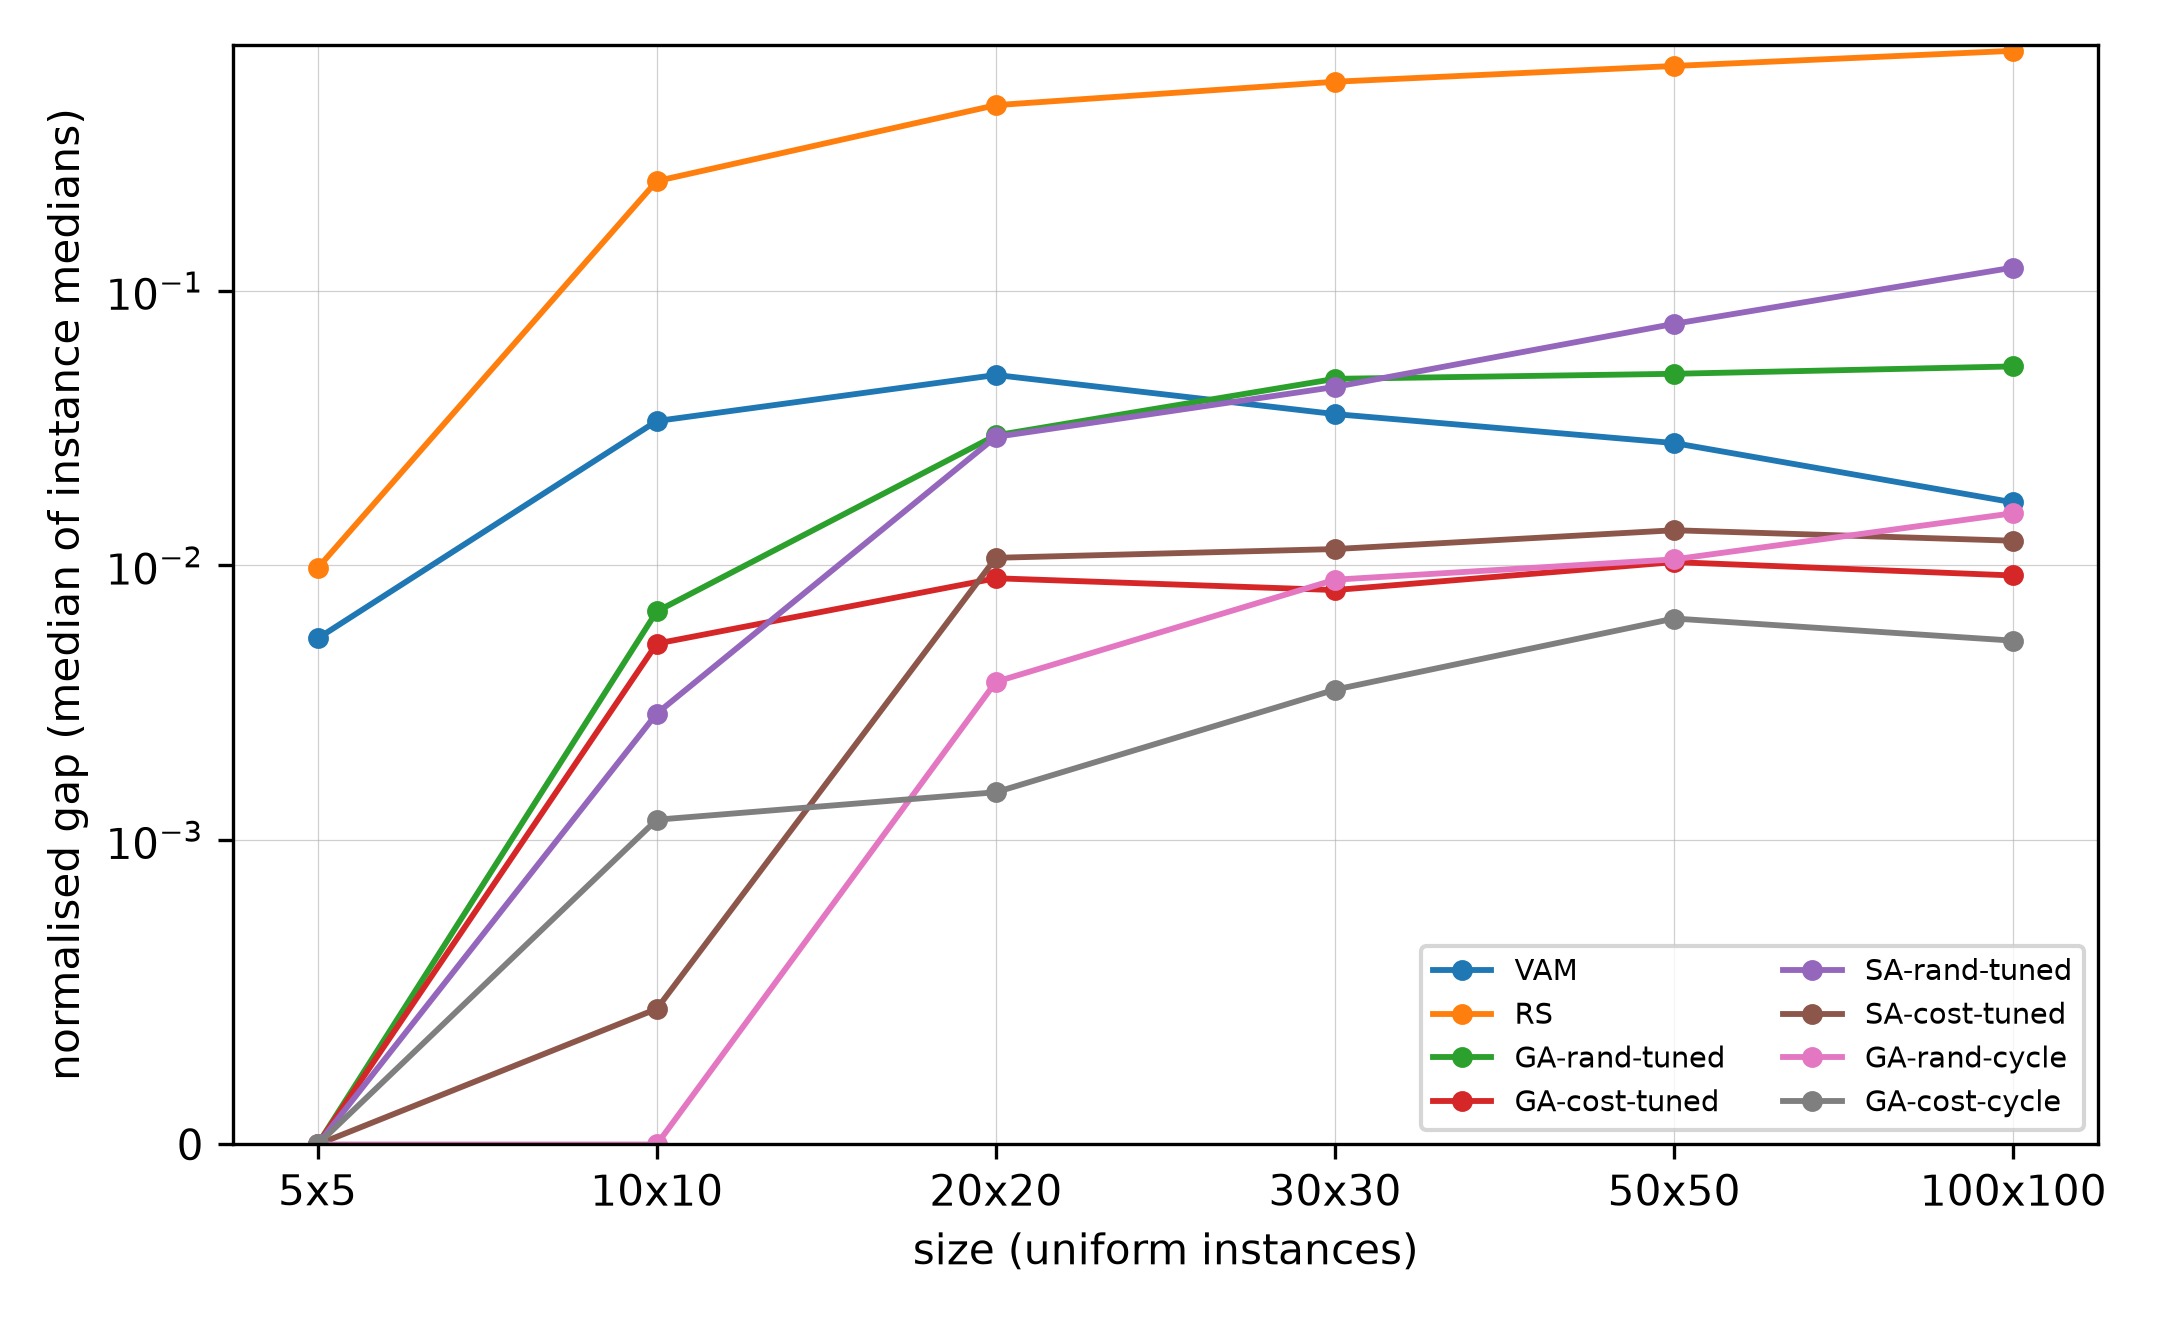 normalised gap (median of instance medians)
10⁻¹
10⁻²
10⁻³
0
5x5
10x10
20x20
30x30
50x50
100x100
size (uniform instances)
VAM
RS
GA-rand-tuned
GA-cost-tuned
SA-rand-tuned
SA-cost-tuned
GA-rand-cycle
GA-cost-cycle